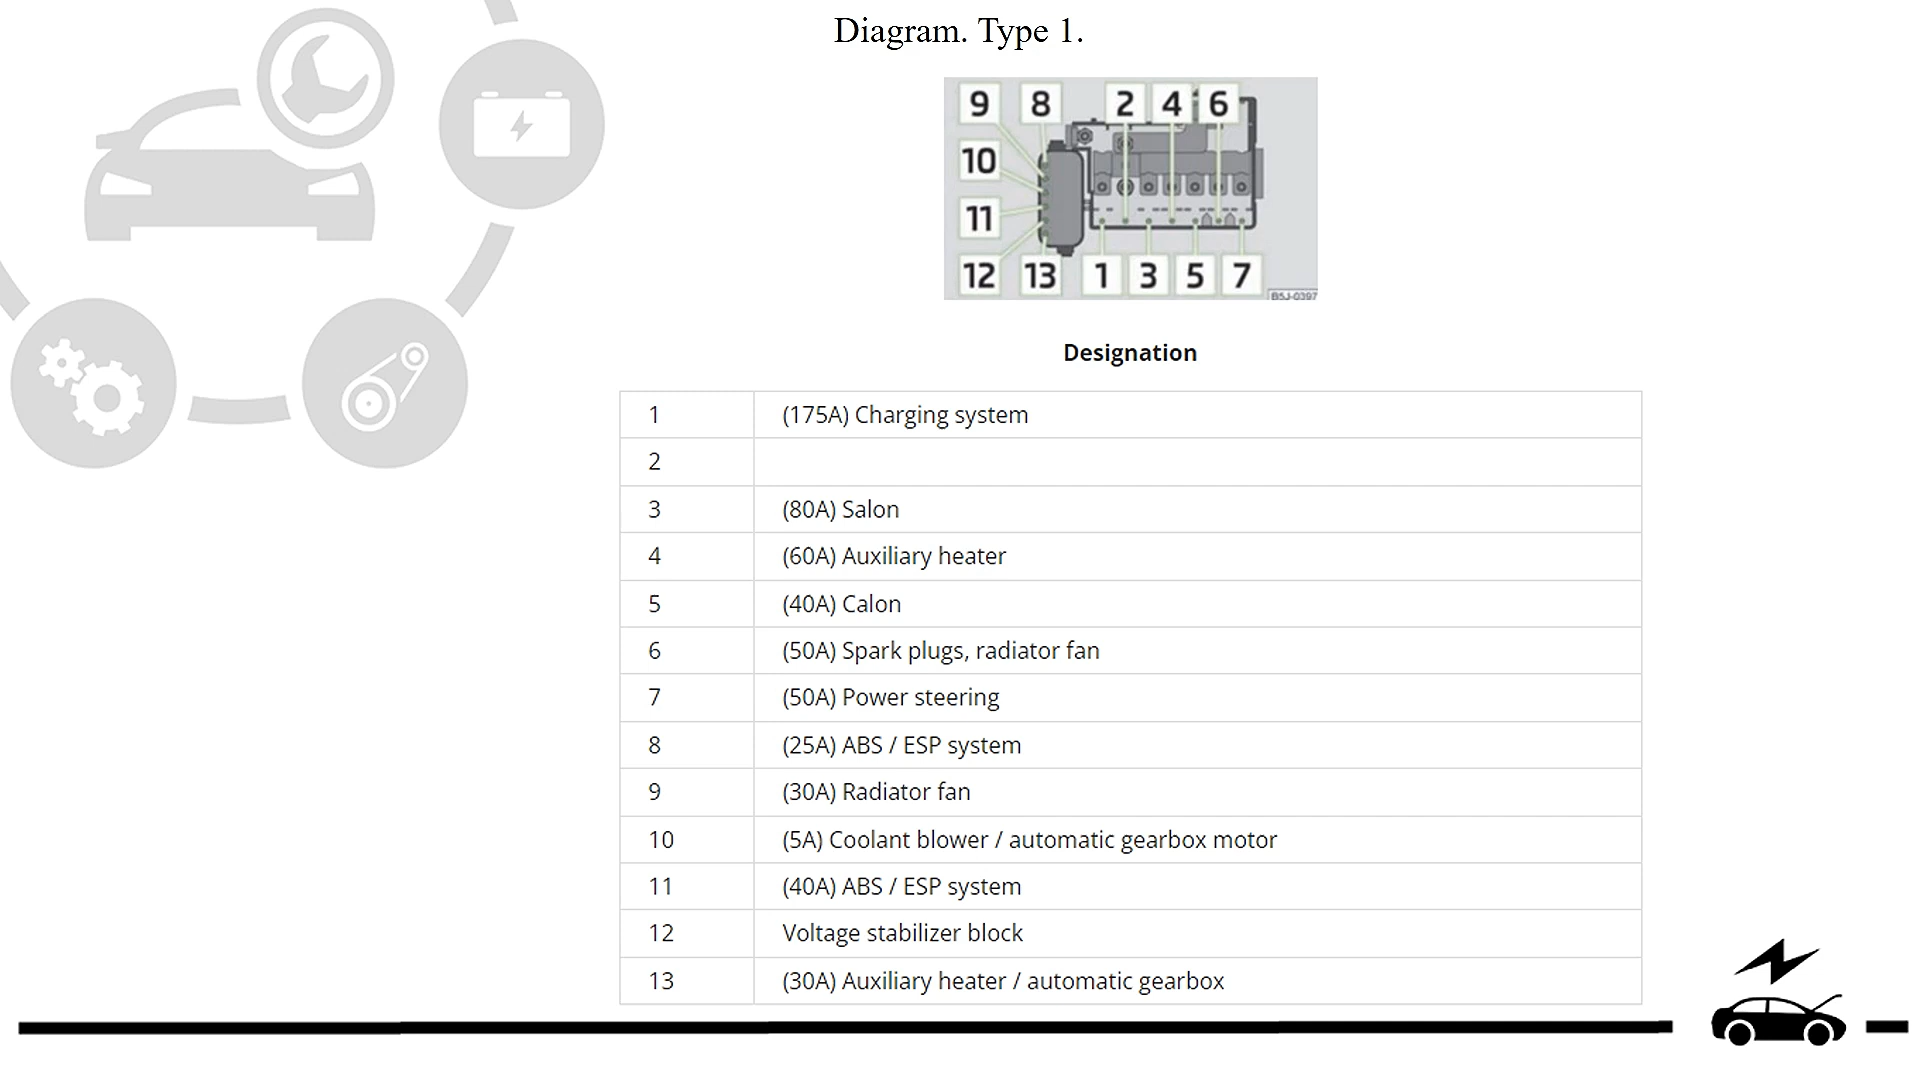 Diagram. Type 1.
9 8 2 4 6
10
11
12 13 1 3 5 7
B5J-0397
Designation
1 (175A) Charging system
2
3 (80A) Salon
4 (60A) Auxiliary heater
5 (40A) Calon
6 (50A) Spark plugs, radiator fan
7 (50A) Power steering
8 (25A) ABS / ESP system
9 (30A) Radiator fan
10 (5A) Coolant blower / automatic gearbox motor
11 (40A) ABS / ESP system
12 Voltage stabilizer block
13 (30A) Auxiliary heater / automatic gearbox